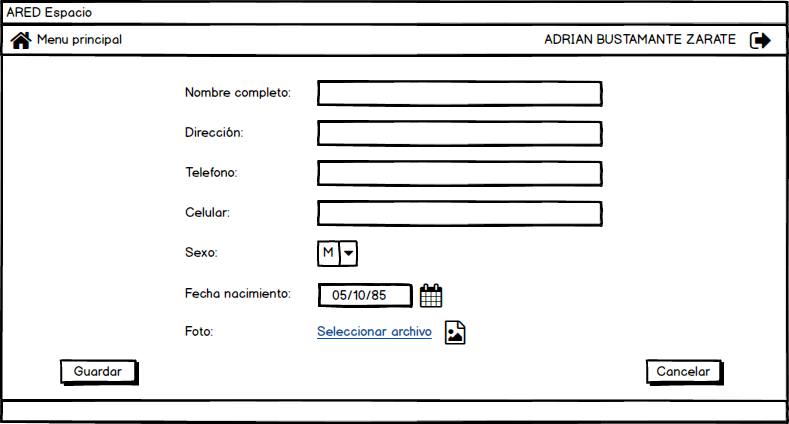 ARED Espacio
Menu principal ADRIAN BUSTAMANTE ZARATE
Nombre completo:
Dirección:
Telefono:
Celular:
Sexo: M
Fecha nacimiento: 05/10/85
Foto: Seleccionar archivo
Guardar Cancelar